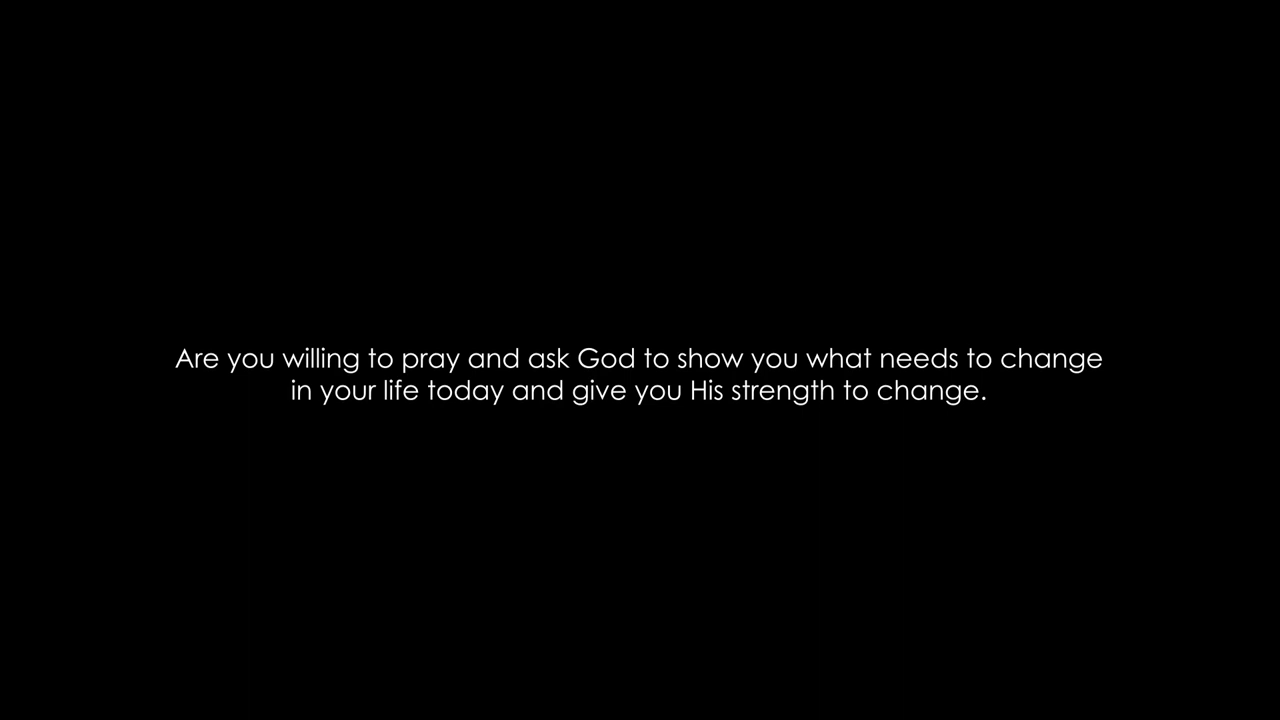 Are you willing to pray and ask God to show you what needs to change
in your life today and give you His strength to change.